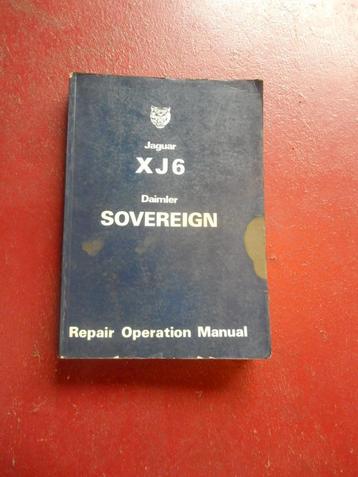 Jaguar
XJ6
Daimler
SOVEREIGN
Repair Operation Manual